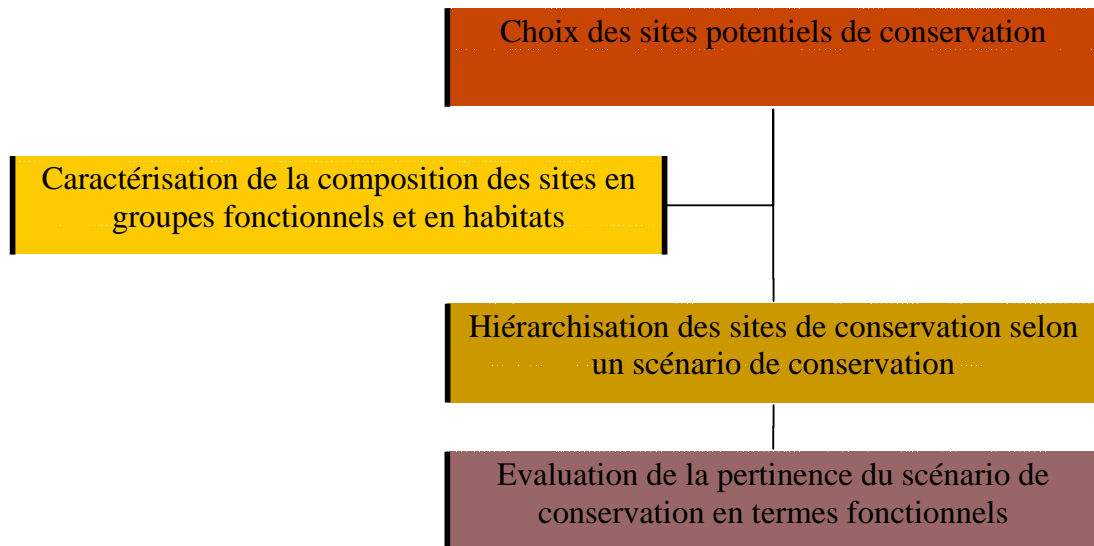 Choix des sites potentiels de conservation
Caractérisation de la composition des sites en
groupes fonctionnels et en habitats
Hiérarchisation des sites de conservation selon
un scénario de conservation
Evaluation de la pertinence du scénario de
conservation en termes fonctionnels